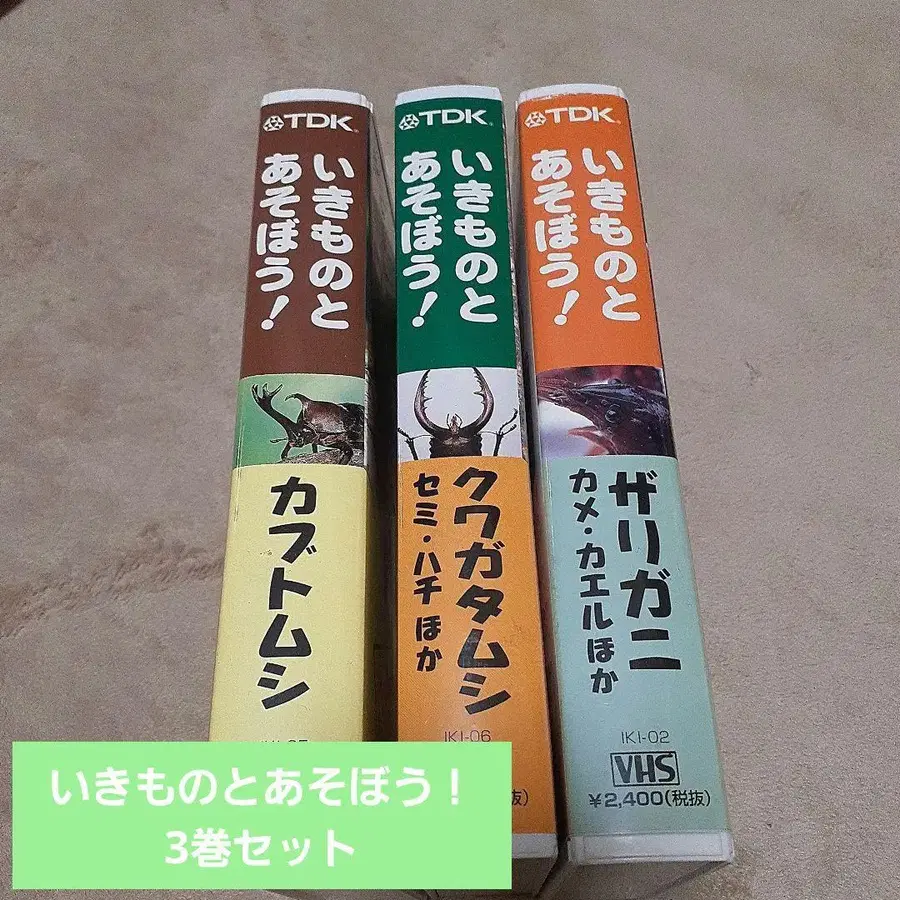 TDK
いきものと
あそぼう!
カブトムシ
TDK
いきものと
あそぼう!
クワガタムシ
セミ・ハチほか
IKI-06
抜)
TDK
いきものと
あそぼう!
ザリガニ
カメ・カエルほか
IKI-02
VHS
¥2,400(税抜)
いきものとあそぼう!
3巻セット